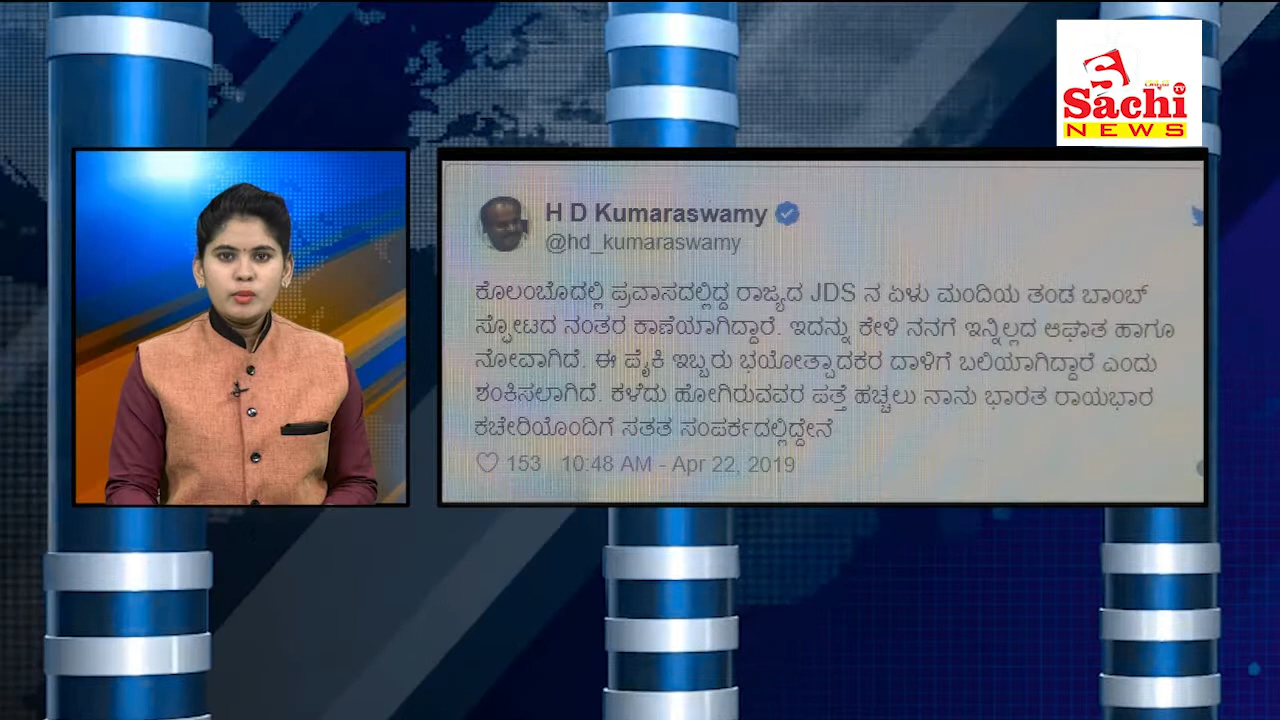 Sachi TV
NEWS
H D Kumaraswamy
@hd_kumaraswamy
ಕೊಲಂಬೊದಲ್ಲಿ ಪ್ರವಾಸದಲ್ಲಿದ್ದ ರಾಜ್ಯದ JDS ನ ಏಳು ಮಂದಿಯ ತಂಡ ಬಾಂಬ್
ಸ್ಫೋಟದ ನಂತರ ಕಾಣೆಯಾಗಿದ್ದಾರೆ. ಇದನ್ನು ಕೇಳಿ ನನಗೆ ಇನ್ನಿಲ್ಲದ ಆಘಾತ ಹಾಗೂ
ನೋವಾಗಿದೆ. ಈ ಪೈಕಿ ಇಬ್ಬರು ಭಯೋತ್ಪಾದಕರ ದಾಳಿಗೆ ಬಲಿಯಾಗಿದ್ದಾರೆ ಎಂದು
ಶಂಕಿಸಲಾಗಿದೆ. ಕಳೆದು ಹೋಗಿರುವವರ ಪತ್ತೆ ಹಚ್ಚಲು ನಾನು ಭಾರತ ರಾಯಭಾರ
ಕಚೇರಿಯೊಂದಿಗೆ ಸತತ ಸಂಪರ್ಕದಲ್ಲಿದ್ದೇನೆ
153 10:48 AM - Apr 22, 2019